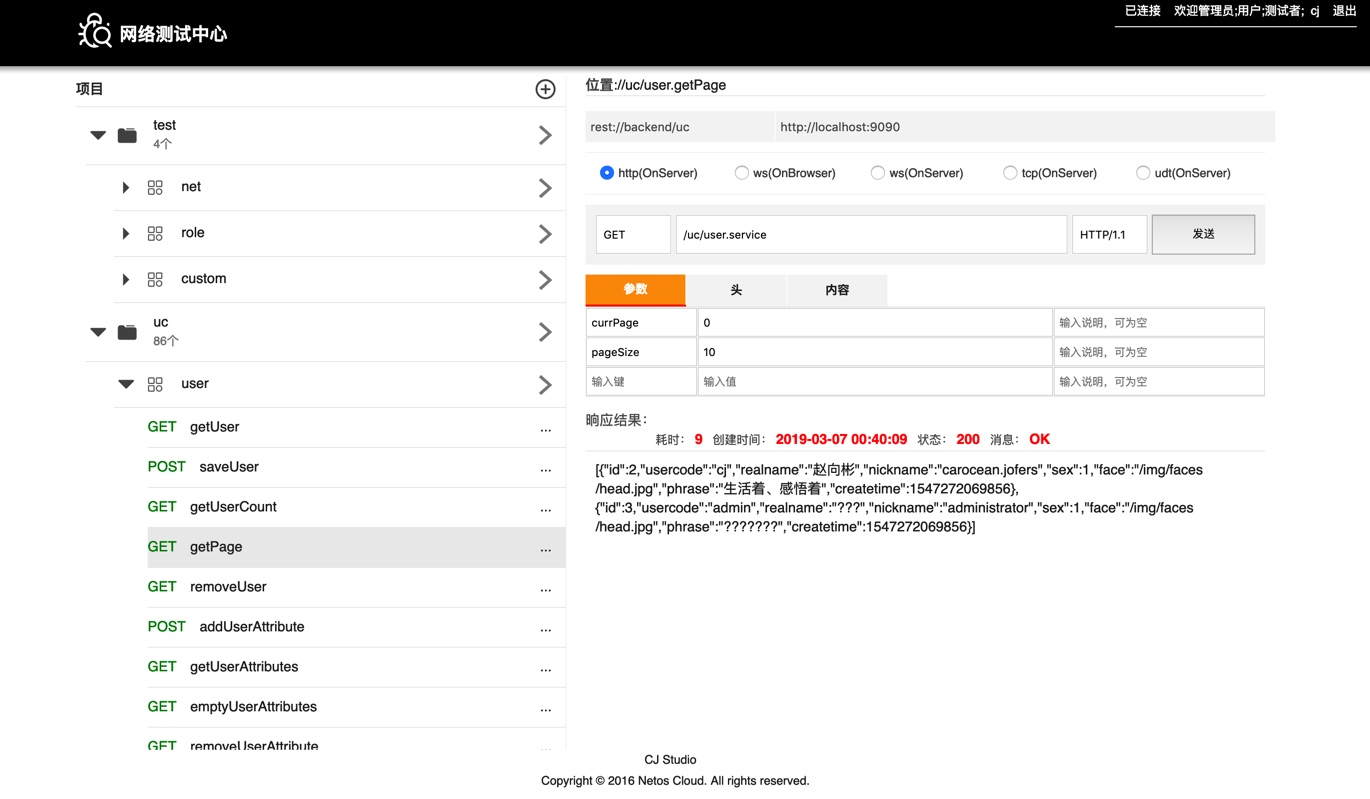 已连接 欢迎管理员;用户;测试者; cj 退出
网络测试中心
项目
test
4个
net
role
custom
uc
86个
user
GET getUser ...
POST saveUser ...
GET getUserCount ...
GET getPage ...
GET removeUser ...
POST addUserAttribute ...
GET getUserAttributes ...
GET emptyUserAttributes ...
GET removeUserAttribute ...
位置://uc/user.getPage
rest://backend/uc http://localhost:9090
http(OnServer) ws(OnBrowser) ws(OnServer) tcp(OnServer) udt(OnServer)
GET /uc/user.service HTTP/1.1 发送
参数 头 内容
currPage 0 输入说明，可为空
pageSize 10 输入说明，可为空
输入键 输入值 输入说明，可为空
响应结果：
耗时： 9 创建时间： 2019-03-07 00:40:09 状态： 200 消息： OK
[{"id":2,"usercode":"cj","realname":"赵向彬","nickname":"carocean.jofers","sex":1,"face":"/img/faces
/head.jpg","phrase":"生活着、感悟着","createtime":1547272069856},
{"id":3,"usercode":"admin","realname":"???","nickname":"administrator","sex":1,"face":"/img/faces
/head.jpg","phrase":"???????","createtime":1547272069856}]
CJ Studio
Copyright © 2016 Netos Cloud. All rights reserved.